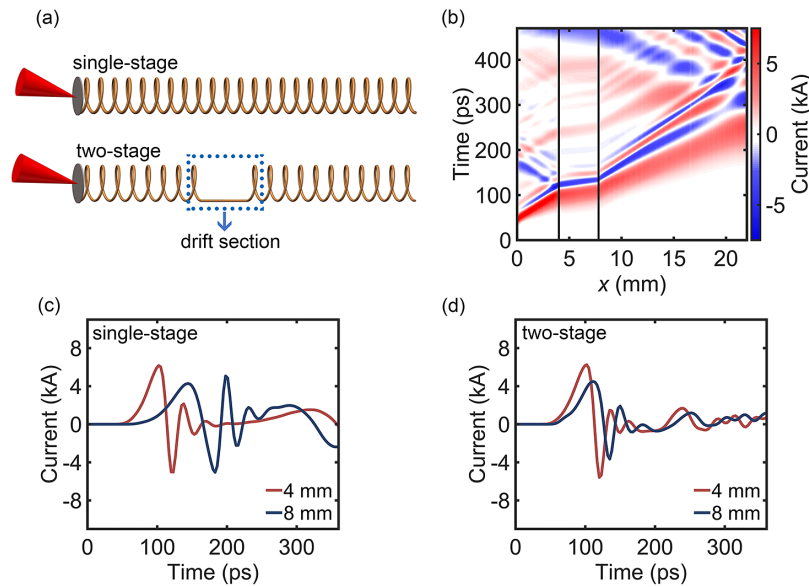 (a)
single-stage
two-stage
drift section
(b)
Time (ps)
400
300
200
100
0
0 5 10 15 20
x (mm)
5
0
-5
Current (kA)
(c)
single-stage
Current (kA)
8
4
0
-4
-8
4 mm
8 mm
0 100 200 300
Time (ps)
(d)
two-stage
Current (kA)
8
4
0
-4
-8
4 mm
8 mm
0 100 200 300
Time (ps)